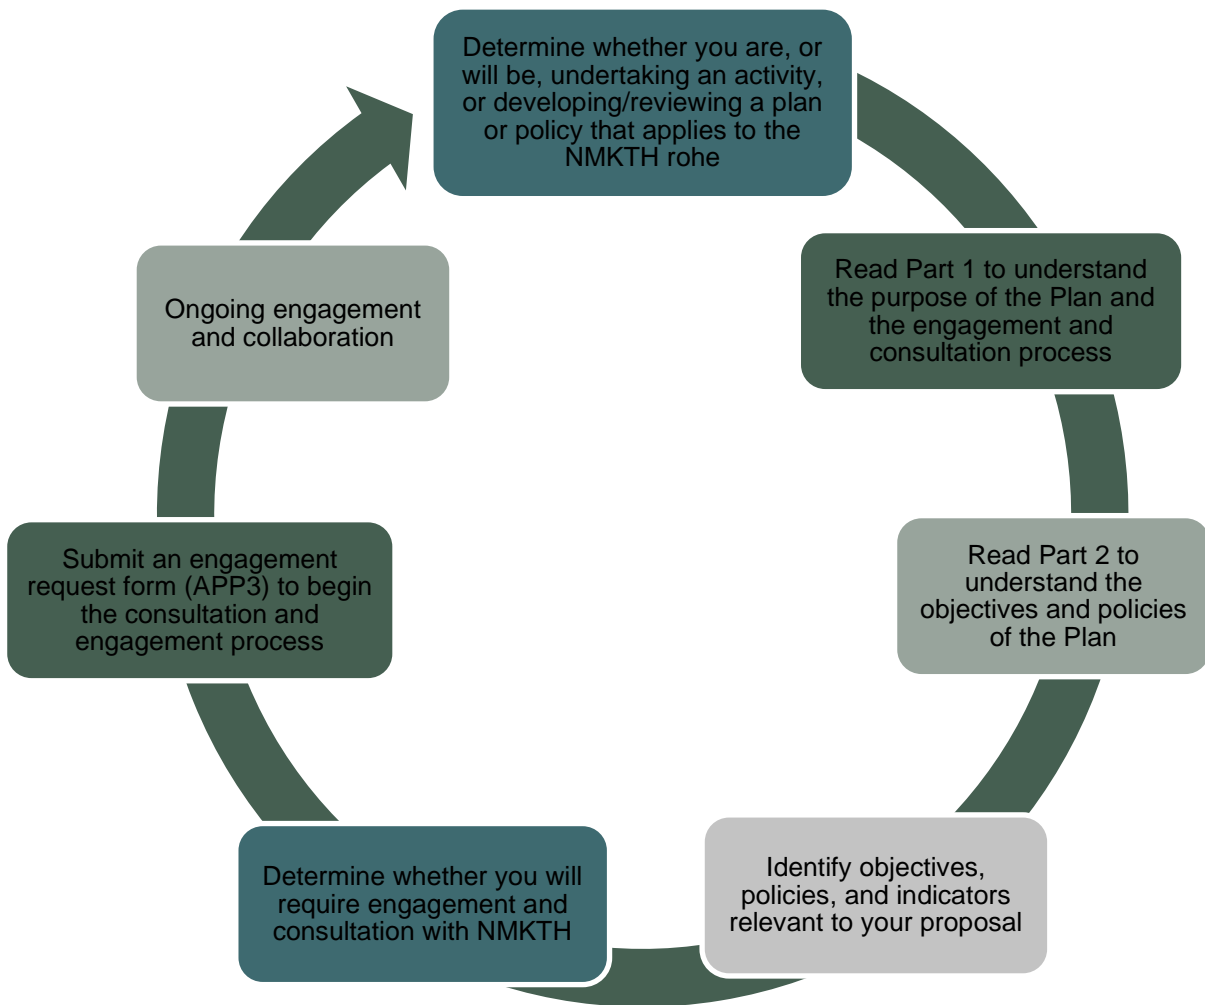 Determine whether you are, or
will be, undertaking an activity,
or developing/reviewing a plan
or policy that applies to the
NMKTH rohe
Read Part 1 to understand
the purpose of the Plan and
the engagement and
consultation process
Read Part 2 to
understand the
objectives and policies
of the Plan
Identify objectives,
policies, and indicators
relevant to your proposal
Determine whether you will
require engagement and
consultation with NMKTH
Submit an engagement
request form (APP3) to begin
the consultation and
engagement process
Ongoing engagement
and collaboration